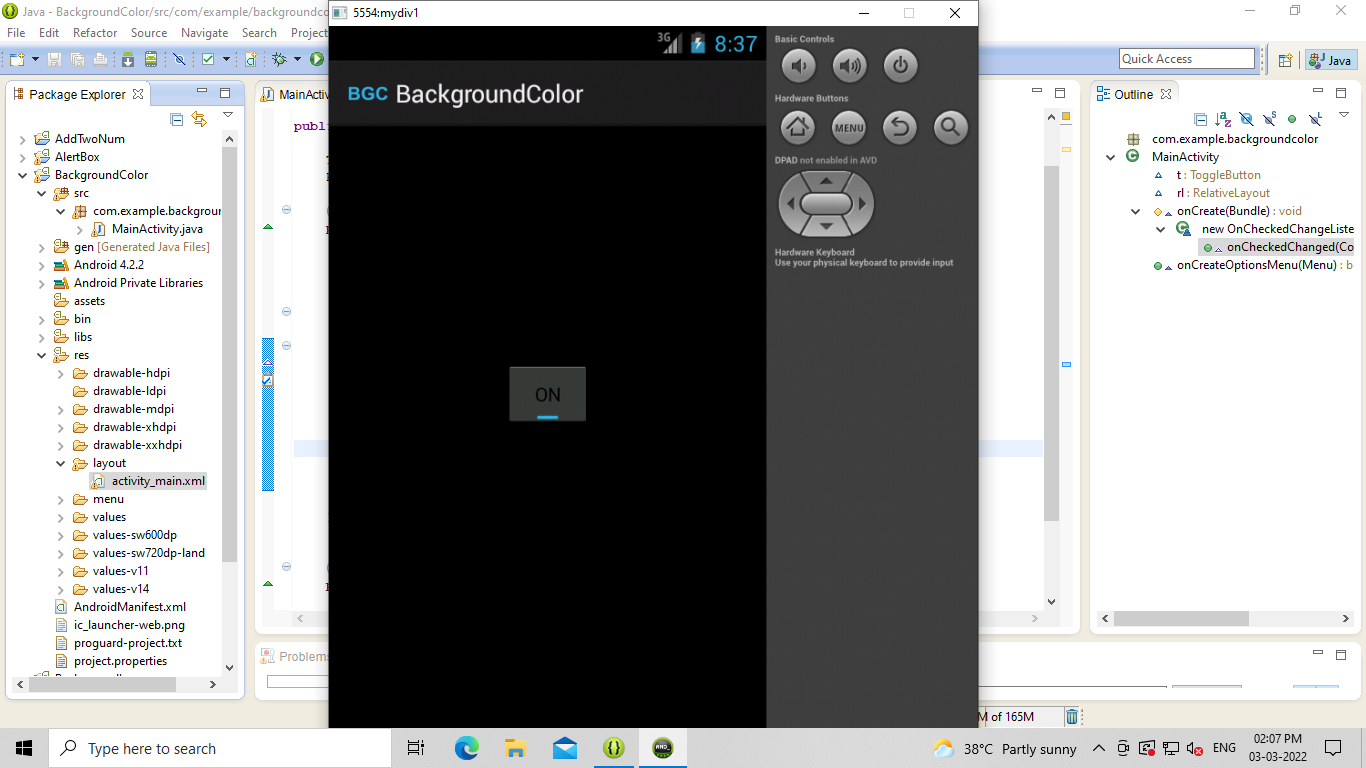 Java - BackgroundColor/src/com/example/backgroundco
File Edit Refactor Source Navigate Search Project
Quick Access
Java
Package Explorer
AddTwoNum
AlertBox
BackgroundColor
src
com.example.backgrour
MainActivity.java
gen [Generated Java Files]
Android 4.2.2
Android Private Libraries
assets
bin
libs
res
drawable-hdpi
drawable-ldpi
drawable-mdpi
drawable-xhdpi
drawable-xxhdpi
layout
activity_main.xml
menu
values
values-sw600dp
values-sw720dp-land
values-v11
values-v14
AndroidManifest.xml
ic_launcher-web.png
proguard-project.txt
project.properties
MainActiv
publi
Problems
5554:mydiv1
3G 8:37
BGC BackgroundColor
ON
Basic Controls
Hardware Buttons
MENU
DPAD not enabled in AVD
Hardware Keyboard
Use your physical keyboard to provide input
Outline
com.example.backgroundcolor
MainActivity
t : ToggleButton
rl : RelativeLayout
onCreate(Bundle) : void
new OnCheckedChangeListe
onCheckedChanged(Co
onCreateOptionsMenu(Menu) : b
M of 165M
Type here to search
38°C Partly sunny
ENG
02:07 PM
03-03-2022